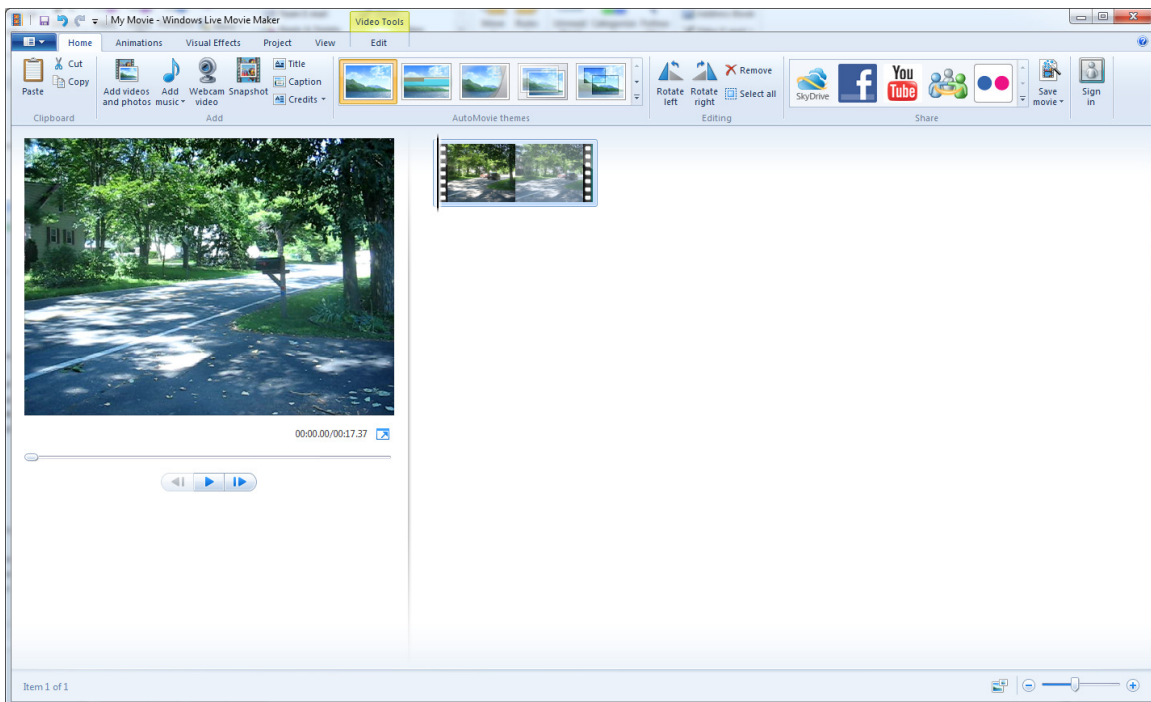 My Movie - Windows Live Movie Maker
Video Tools
Home Animations Visual Effects Project View Edit
Paste
Cut
Copy
Clipboard
Add videos and photos
Add music
Webcam video
Snapshot
Title
Caption
Credits
Add
AutoMovie themes
Rotate left
Rotate right
Remove
Select all
Editing
SkyDrive
f
You Tube
Share
Save movie
Sign in
00:00.00/00:17.37
Item 1 of 1